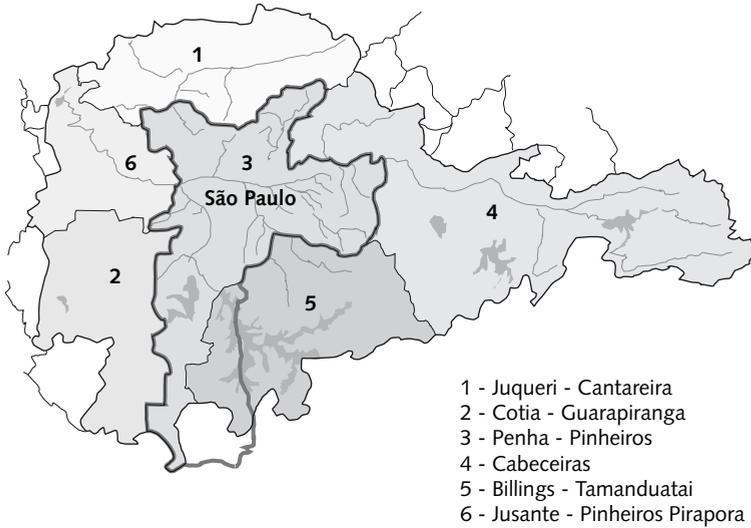 1
6
3
São Paulo
4
2
5
1 - Juqueri - Cantareira
2 - Cotia - Guarapiranga
3 - Penha - Pinheiros
4 - Cabeceiras
5 - Billings - Tamanduatai
6 - Jusante - Pinheiros Pirapora